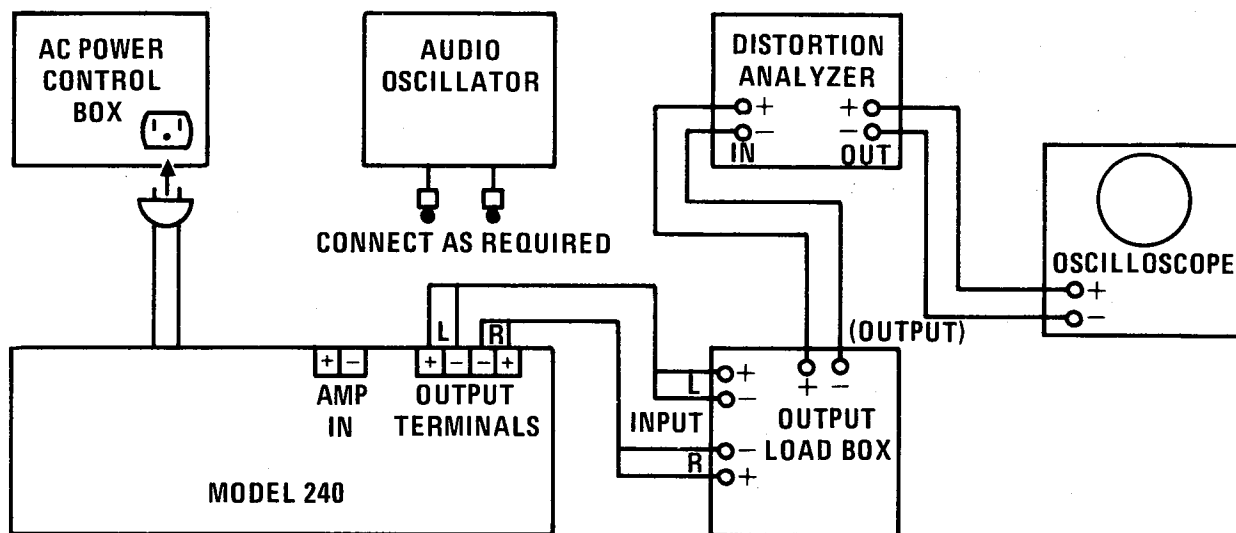 AC POWER
CONTROL
BOX
AUDIO
OSCILLATOR
CONNECT AS REQUIRED
DISTORTION
ANALYZER
+ +
− −
IN OUT
OSCILLOSCOPE
+
−
L R
+ − + − − +
AMP
IN
OUTPUT
TERMINALS
MODEL 240
(OUTPUT)
+ −
INPUT
L
+
−
R
−
+
OUTPUT
LOAD BOX